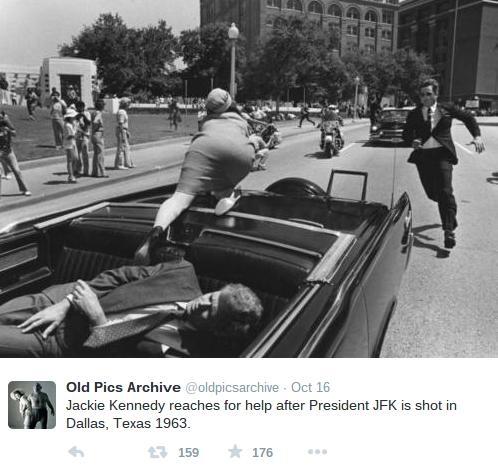 Old Pics Archive @oldpicsarchive · Oct 16
Jackie Kennedy reaches for help after President JFK is shot in
Dallas, Texas 1963.
159 176